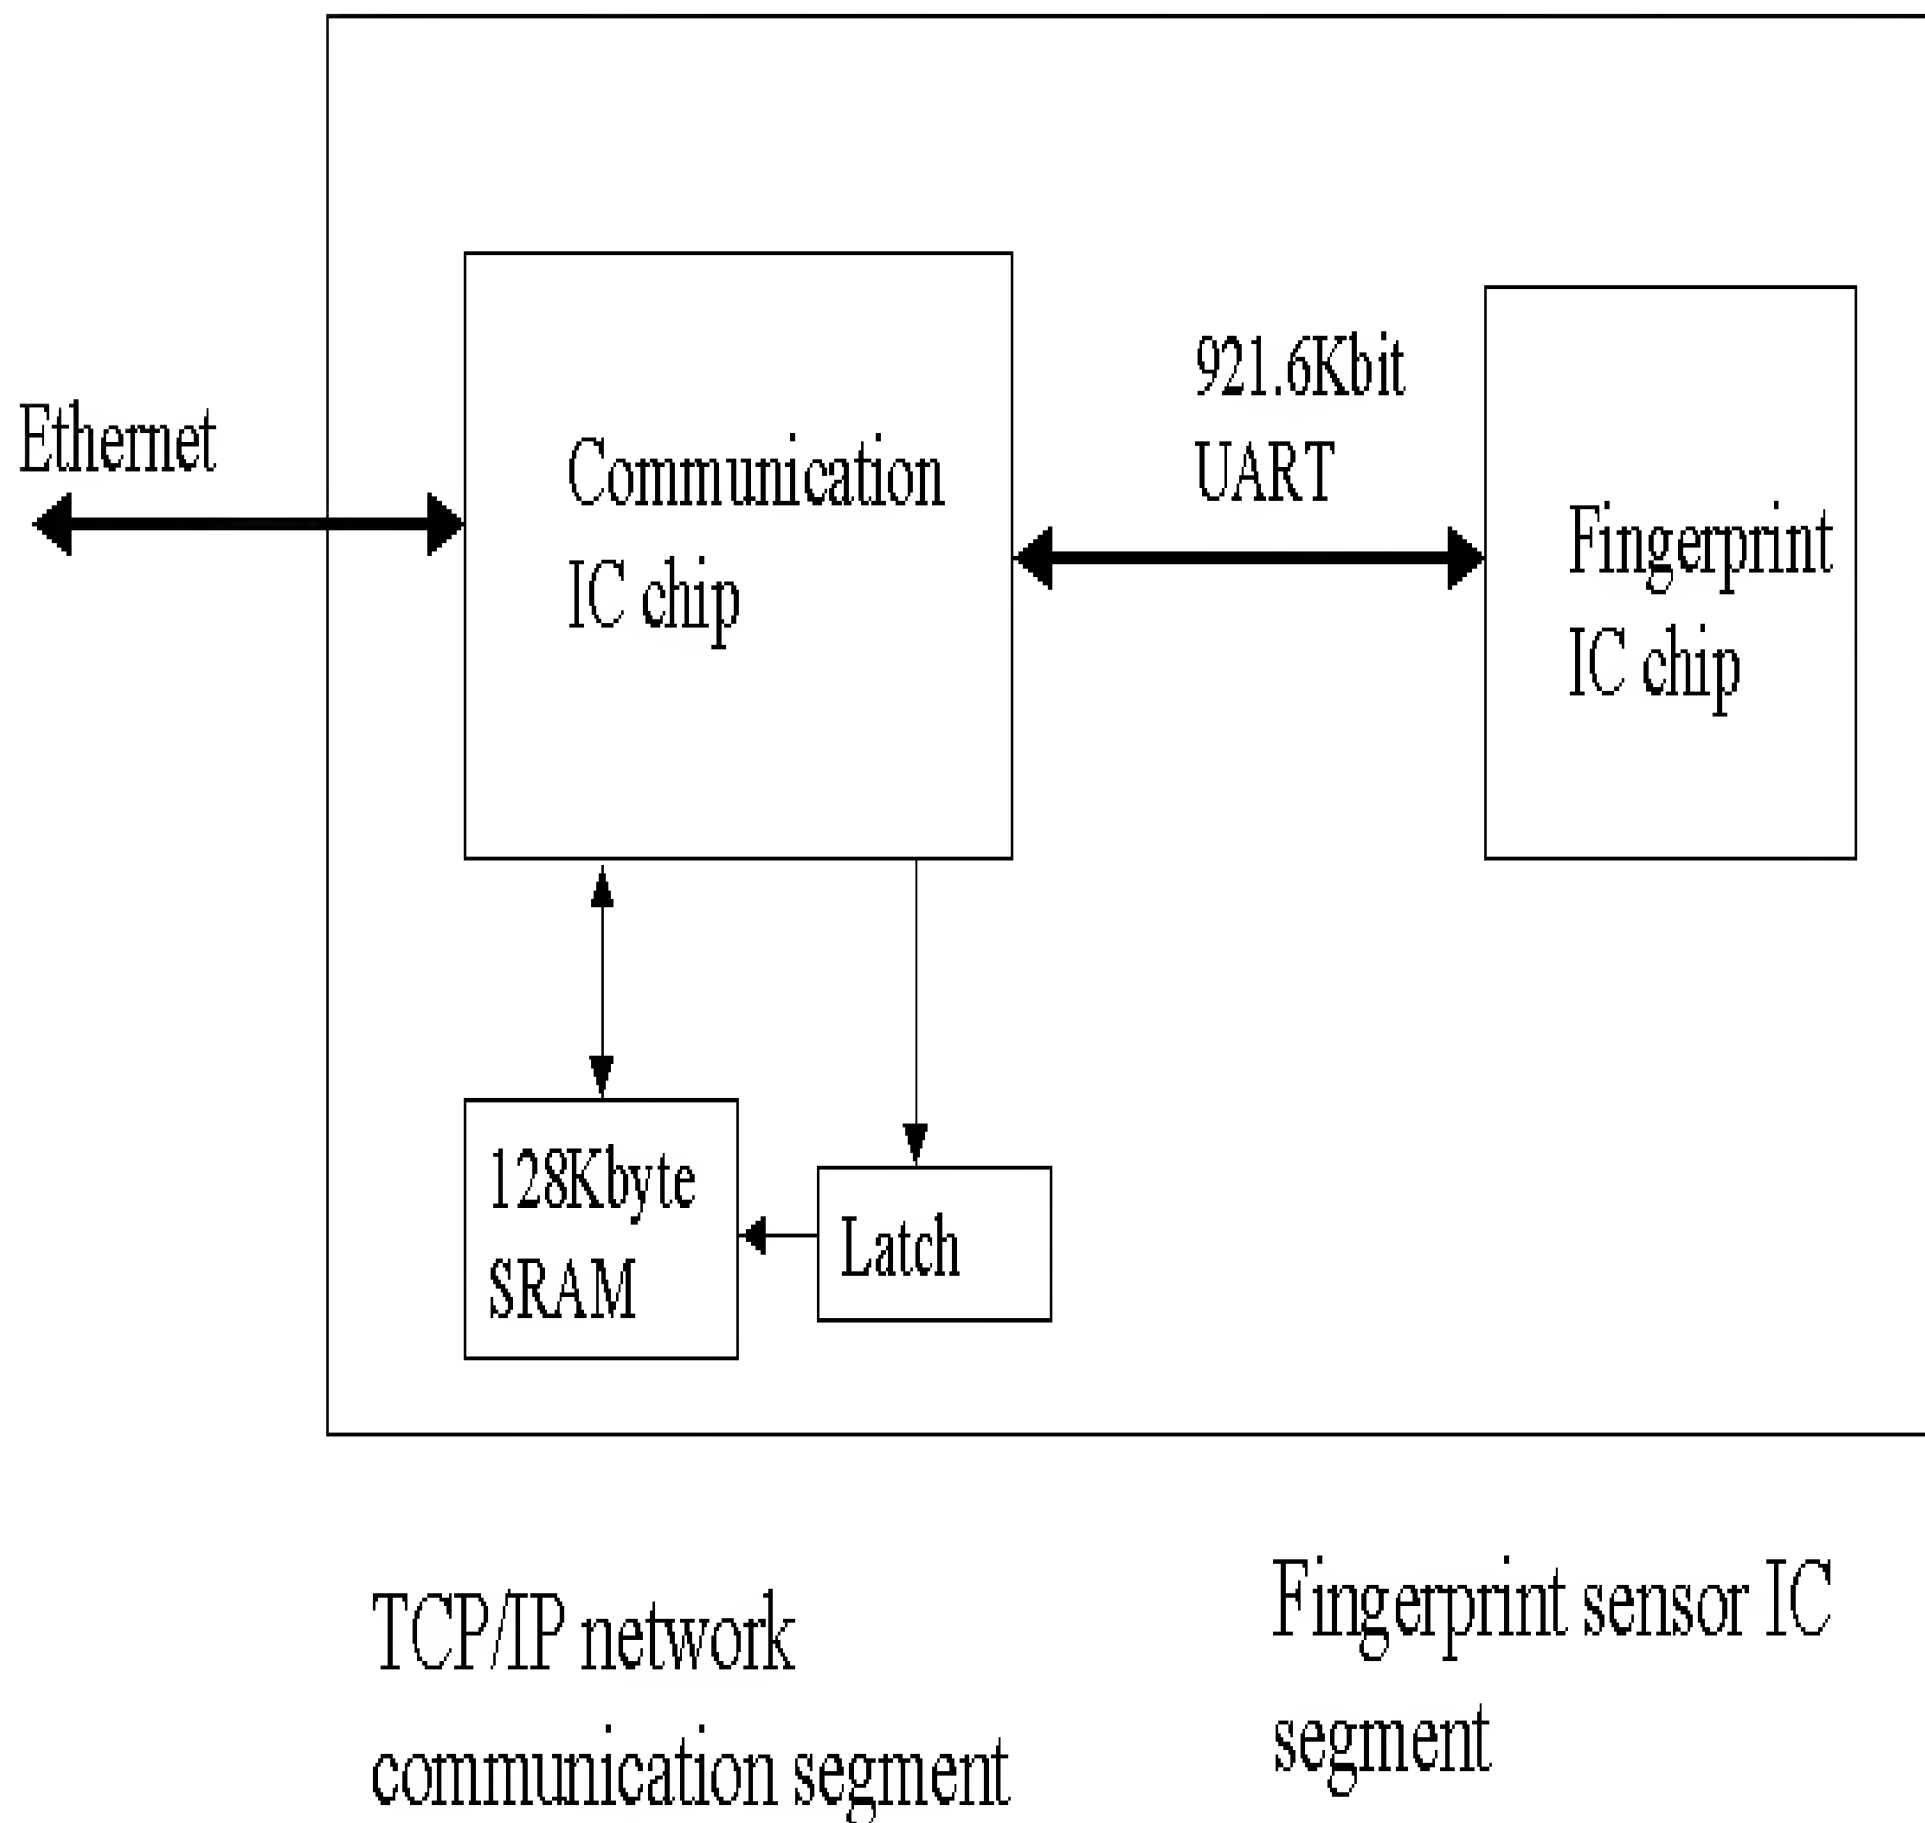 Ethernet
Communication
IC chip
921.6Kbit
UART
Fingerprint
IC chip
128Kbyte
SRAM
Latch
TCP/IP network
communication segment
Fingerprint sensor IC
segment